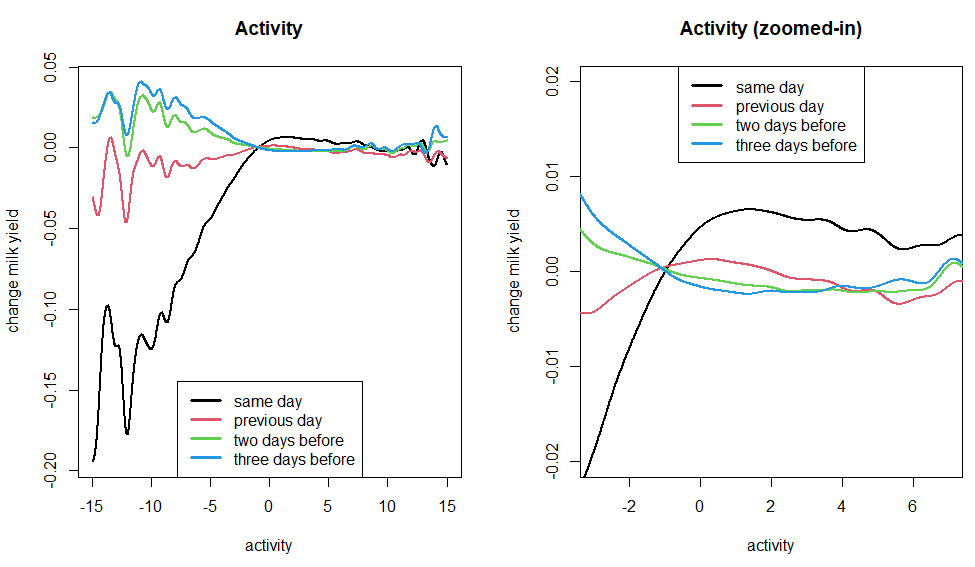 Activity
change milk yield
0.05
0.00
-0.05
-0.10
-0.15
-0.20
same day
previous day
two days before
three days before
-15 -10 -5 0 5 10 15
activity
Activity (zoomed-in)
change milk yield
0.02
0.01
0.00
-0.01
-0.02
same day
previous day
two days before
three days before
-2 0 2 4 6
activity